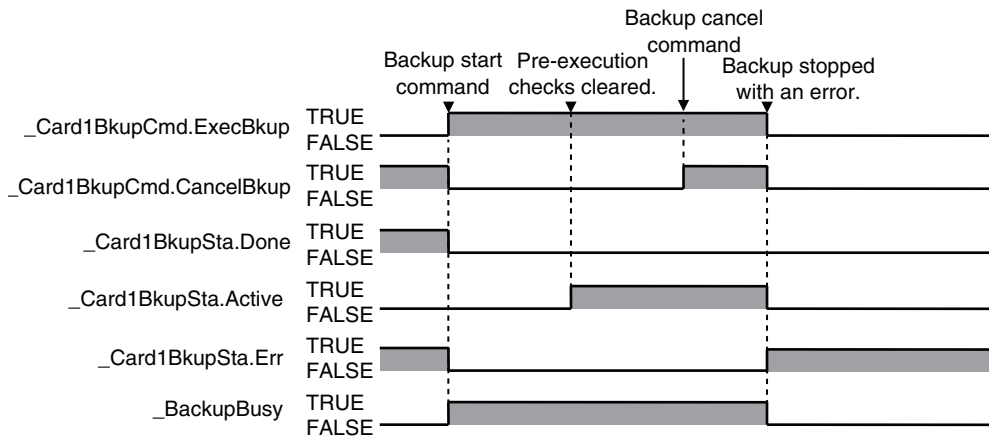 Backup cancel
command
Backup start
command
Pre-execution
checks cleared.
Backup stopped
with an error.
_Card1BkupCmd.ExecBkup
TRUE
FALSE
_Card1BkupCmd.CancelBkup
TRUE
FALSE
_Card1BkupSta.Done
TRUE
FALSE
_Card1BkupSta.Active
TRUE
FALSE
_Card1BkupSta.Err
TRUE
FALSE
_BackupBusy
TRUE
FALSE